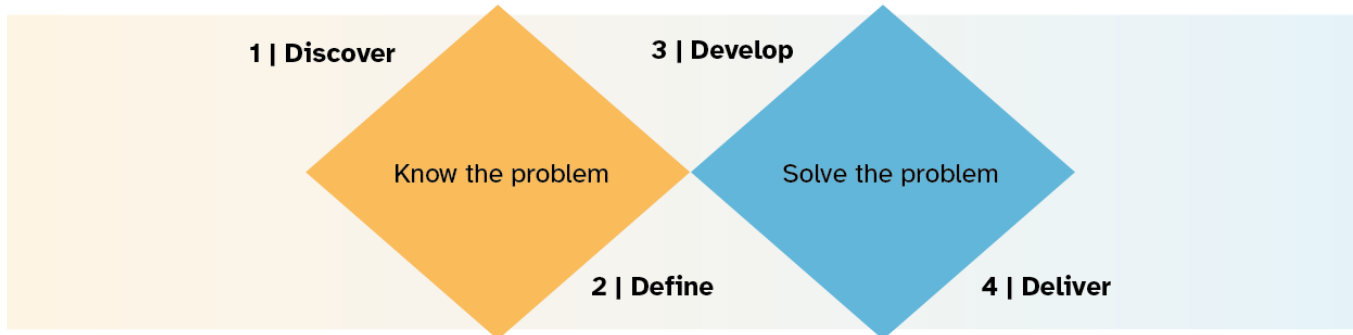 1 | Discover
Know the problem
2 | Define
3 | Develop
Solve the problem
4 | Deliver